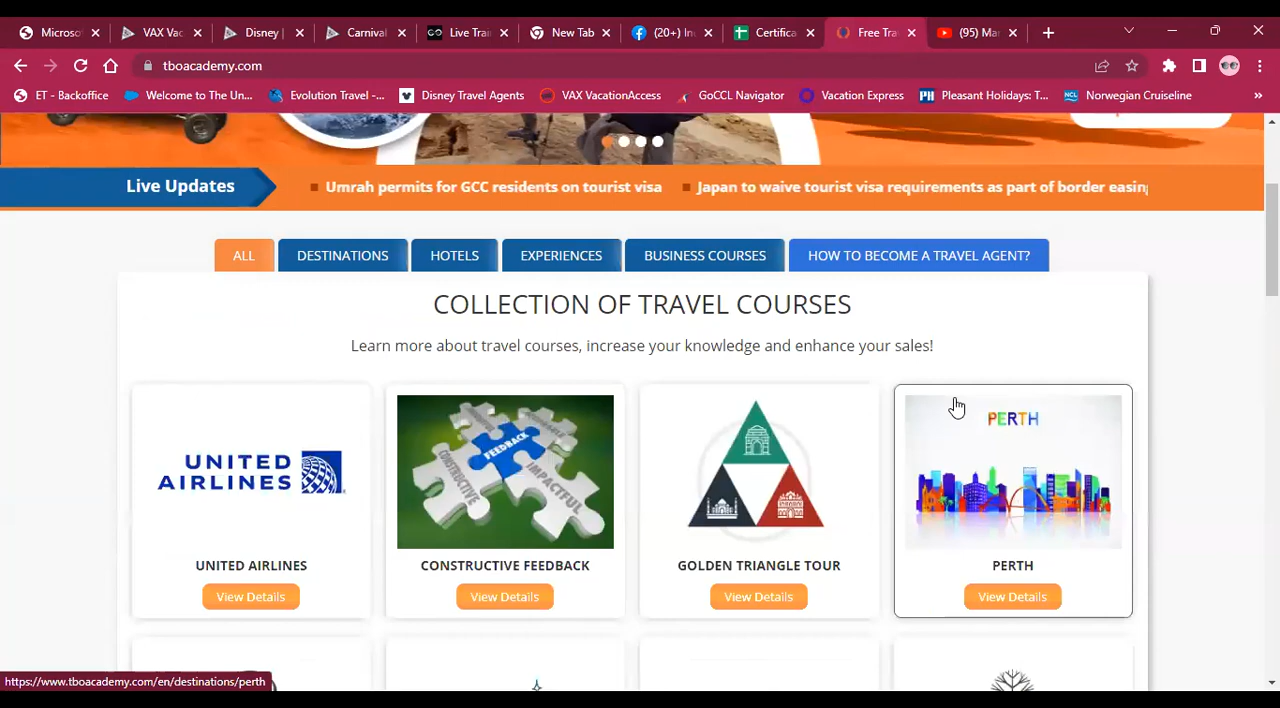 Microso
VAX Vac
Disney |
Carnival
Live Trai
New Tab
(20+) In
Certifica
Free Tra
(95) Ma
tboacademy.com
ET - Backoffice
Welcome to The Un...
Evolution Travel -...
Disney Travel Agents
VAX VacationAccess
GoCCL Navigator
Vacation Express
PH
Pleasant Holidays: T...
NCL
Norwegian Cruiseline
»
Live Updates
Umrah permits for GCC residents on tourist visa
Japan to waive tourist visa requirements as part of border easing
ALL
DESTINATIONS
HOTELS
EXPERIENCES
BUSINESS COURSES
HOW TO BECOME A TRAVEL AGENT?
COLLECTION OF TRAVEL COURSES
Learn more about travel courses, increase your knowledge and enhance your sales!
UNITED
AIRLINES
CONSTRUCTIVE
FEEDBACK
IMPACTFUL
PERTH
UNITED AIRLINES
CONSTRUCTIVE FEEDBACK
GOLDEN TRIANGLE TOUR
PERTH
View Details
View Details
View Details
View Details
https://www.tboacademy.com/en/destinations/perth